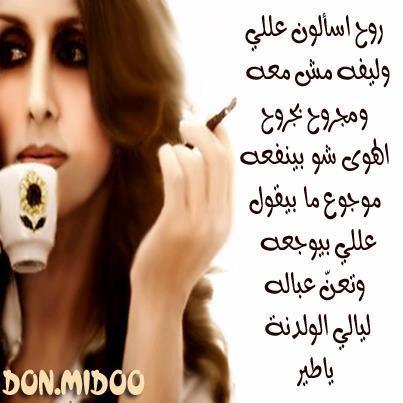 روح اسألون عللي
وليفه مش معه
ومجروح بجروح
الهوى شو بينفعه
موجوع ما بيقول
عللي بيوجعه
وتعنّ عباله
ليالي الولدنة
ياطير
DON.MIDOO